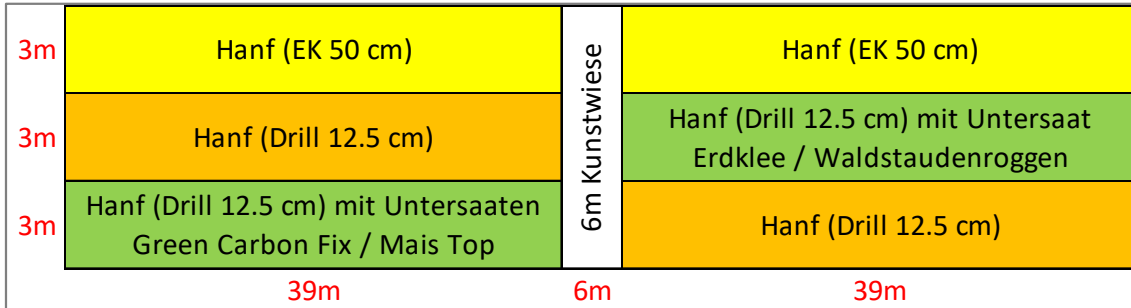 3m
Hanf (EK 50 cm)
Hanf (EK 50 cm)
3m
Hanf (Drill 12.5 cm)
6m Kunstwiese
Hanf (Drill 12.5 cm) mit Untersaat
Erdklee / Waldstaudenroggen
3m
Hanf (Drill 12.5 cm) mit Untersaaten
Green Carbon Fix / Mais Top
Hanf (Drill 12.5 cm)
39m
6m
39m